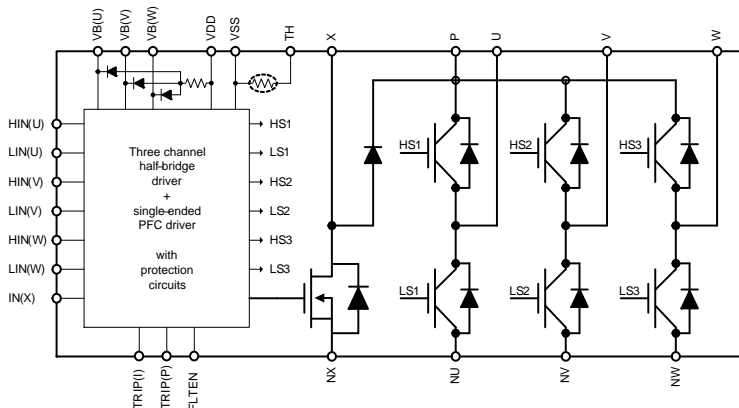 VB(U)
VB(V)
VB(W)
VDD
VSS
TH
X
P
U
V
W
HIN(U)
LIN(U)
HIN(V)
LIN(V)
HIN(W)
LIN(W)
IN(X)
Three channel
half-bridge
driver
+
single-ended
PFC driver
with
protection
circuits
HS1
LS1
HS2
LS2
HS3
LS3
HS1
HS2
HS3
LS1
LS2
LS3
TRIP(I)
TRIP(P)
FLTEN
NX
NU
NV
NW